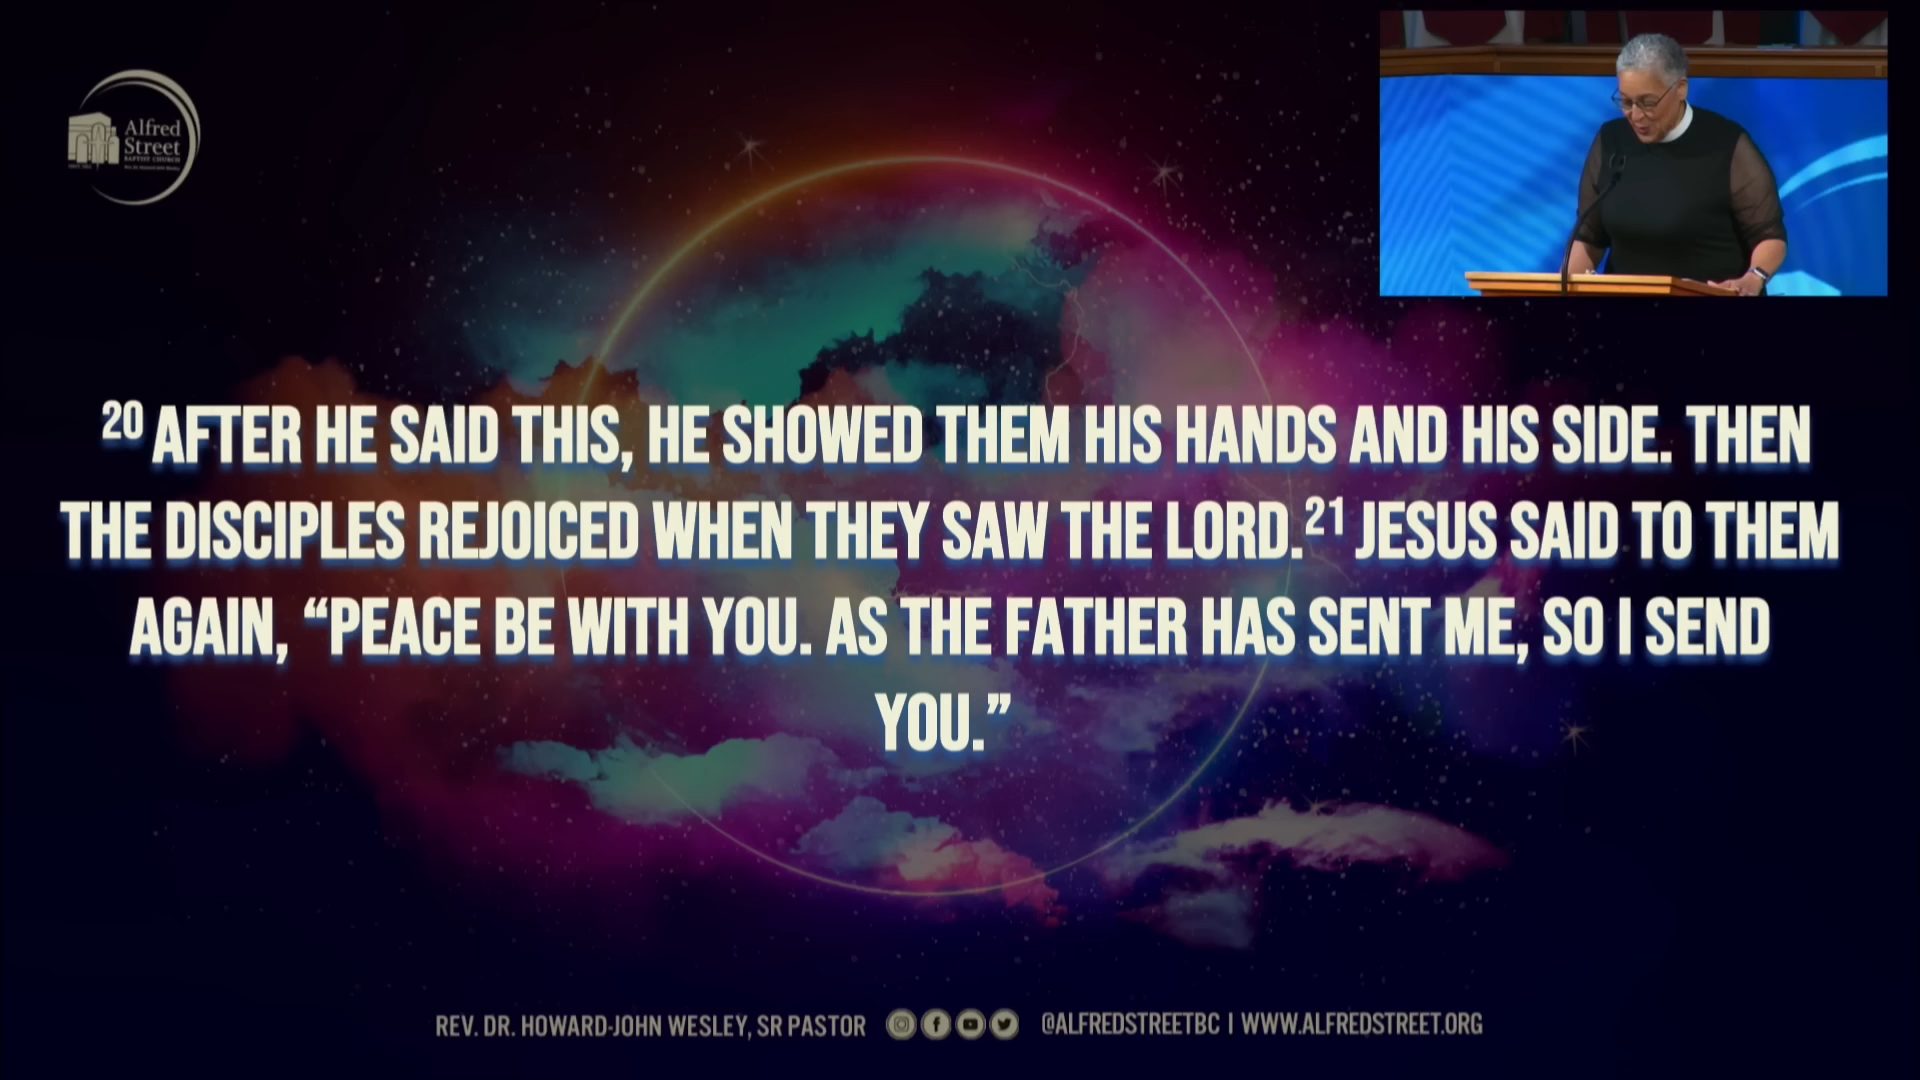 Alfred
Street
BAPTIST CHURCH
20 AFTER HE SAID THIS, HE SHOWED THEM HIS HANDS AND HIS SIDE. THEN
THE DISCIPLES REJOICED WHEN THEY SAW THE LORD.21 JESUS SAID TO THEM
AGAIN, “PEACE BE WITH YOU. AS THE FATHER HAS SENT ME, SO I SEND
YOU.”
REV. DR. HOWARD-JOHN WESLEY, SR PASTOR @ALFREDSTREETBC | WWW.ALFREDSTREET.ORG